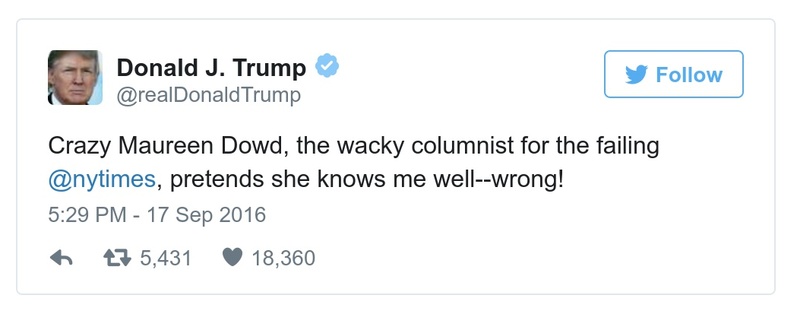 Donald J. Trump
@realDonaldTrump
Follow
Crazy Maureen Dowd, the wacky columnist for the failing
@nytimes, pretends she knows me well--wrong!
5:29 PM - 17 Sep 2016
5,431 18,360